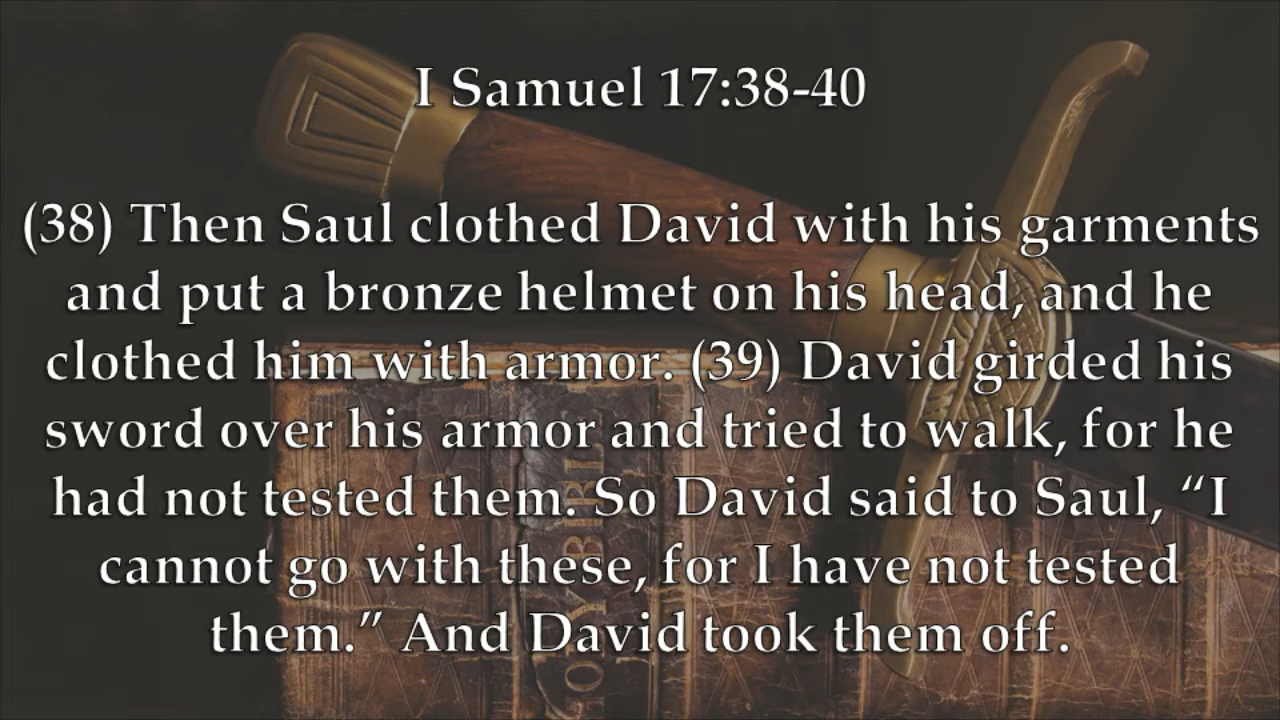 I Samuel 17:38-40
(38) Then Saul clothed David with his garments
and put a bronze helmet on his head, and he
clothed him with armor. (39) David girded his
sword over his armor and tried to walk, for he
had not tested them. So David said to Saul, “I
cannot go with these, for I have not tested
them.” And David took them off.